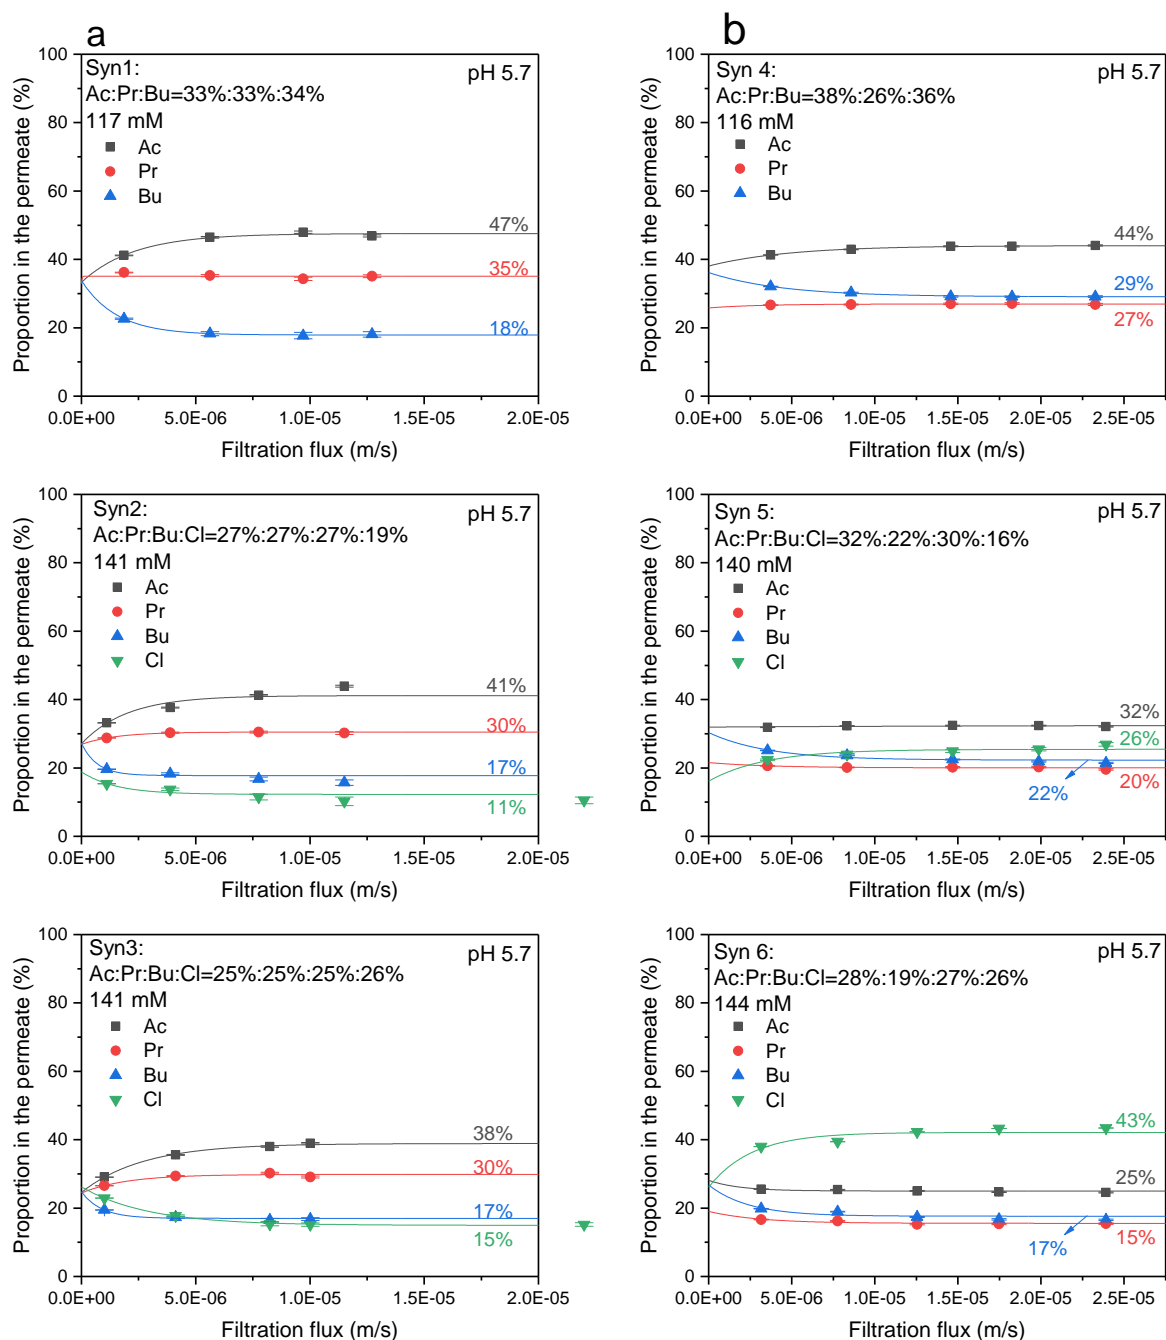 a
Syn1:
pH 5.7
Ac:Pr:Bu=33%:33%:34%
117 mM
Ac
Pr
Bu
47%
35%
18%
100
80
60
40
20
0
Proportion in the permeate (%)
0.0E+00 5.0E-06 1.0E-05 1.5E-05 2.0E-05
Filtration flux (m/s)
Syn2:
pH 5.7
Ac:Pr:Bu:Cl=27%:27%:27%:19%
141 mM
Ac
Pr
Bu
Cl
41%
30%
17%
11%
100
80
60
40
20
0
Proportion in the permeate (%)
0.0E+00 5.0E-06 1.0E-05 1.5E-05 2.0E-05
Filtration flux (m/s)
Syn3:
pH 5.7
Ac:Pr:Bu:Cl=25%:25%:25%:26%
141 mM
Ac
Pr
Bu
Cl
38%
30%
17%
15%
100
80
60
40
20
0
Proportion in the permeate (%)
0.0E+00 5.0E-06 1.0E-05 1.5E-05 2.0E-05
Filtration flux (m/s)
b
Syn 4:
pH 5.7
Ac:Pr:Bu=38%:26%:36%
116 mM
Ac
Pr
Bu
44%
29%
27%
100
80
60
40
20
0
Proportion in the permeate (%)
0.0E+00 5.0E-06 1.0E-05 1.5E-05 2.0E-05 2.5E-05
Filtration flux (m/s)
Syn 5:
pH 5.7
Ac:Pr:Bu:Cl=32%:22%:30%:16%
140 mM
Ac
Pr
Bu
Cl
32%
26%
22%
20%
100
80
60
40
20
0
Proportion in the permeate (%)
0.0E+00 5.0E-06 1.0E-05 1.5E-05 2.0E-05 2.5E-05
Filtration flux (m/s)
Syn 6:
pH 5.7
Ac:Pr:Bu:Cl=28%:19%:27%:26%
144 mM
Ac
Pr
Bu
Cl
43%
25%
17%
15%
100
80
60
40
20
0
Proportion in the permeate (%)
0.0E+00 5.0E-06 1.0E-05 1.5E-05 2.0E-05 2.5E-05
Filtration flux (m/s)